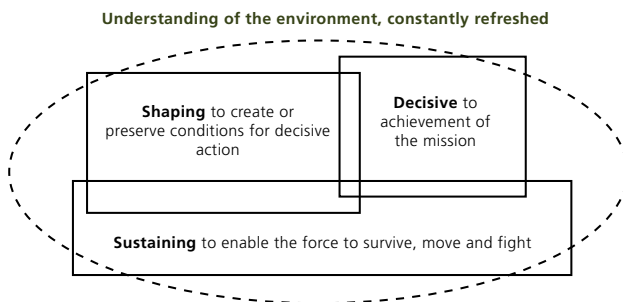 Understanding of the environment, constantly refreshed
Shaping to create or
preserve conditions for decisive
action
Decisive to
achievement of
the mission
Sustaining to enable the force to survive, move and fight